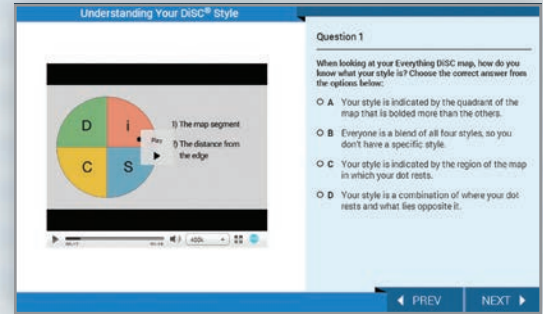 Understanding Your DiSC® Style
D
i
C
S
1) The map segment
Play
2) The distance from
the edge
400k
Question 1
When looking at your Everything DiSC map, how do you
know what your style is? Choose the correct answer from
the options below:
A Your style is indicated by the quadrant of the
map that is bolded more than the others.
B Everyone is a blend of all four styles, so you
don't have a specific style.
C Your style is indicated by the region of the map
in which your dot rests.
D Your style is a combination of where your dot
rests and what lies opposite it.
PREV
NEXT